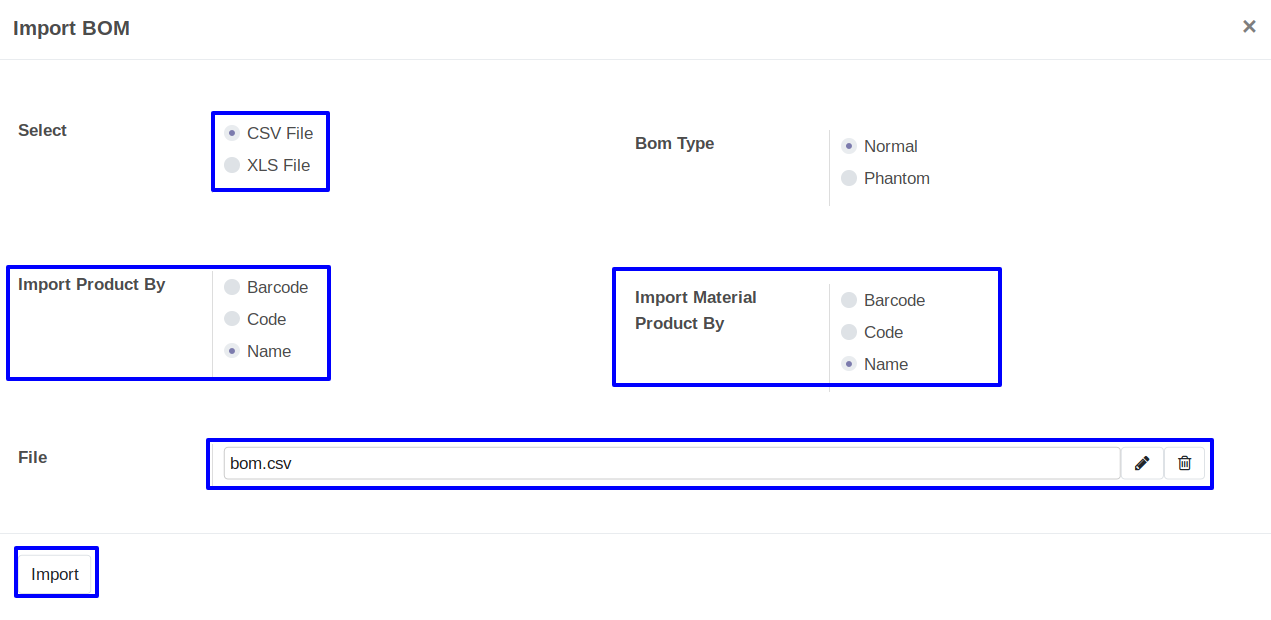 Import BOM
Select
CSV File
XLS File
Bom Type
Normal
Phantom
Import Product By
Barcode
Code
Name
Import Material
Product By
Barcode
Code
Name
File
bom.csv
Import